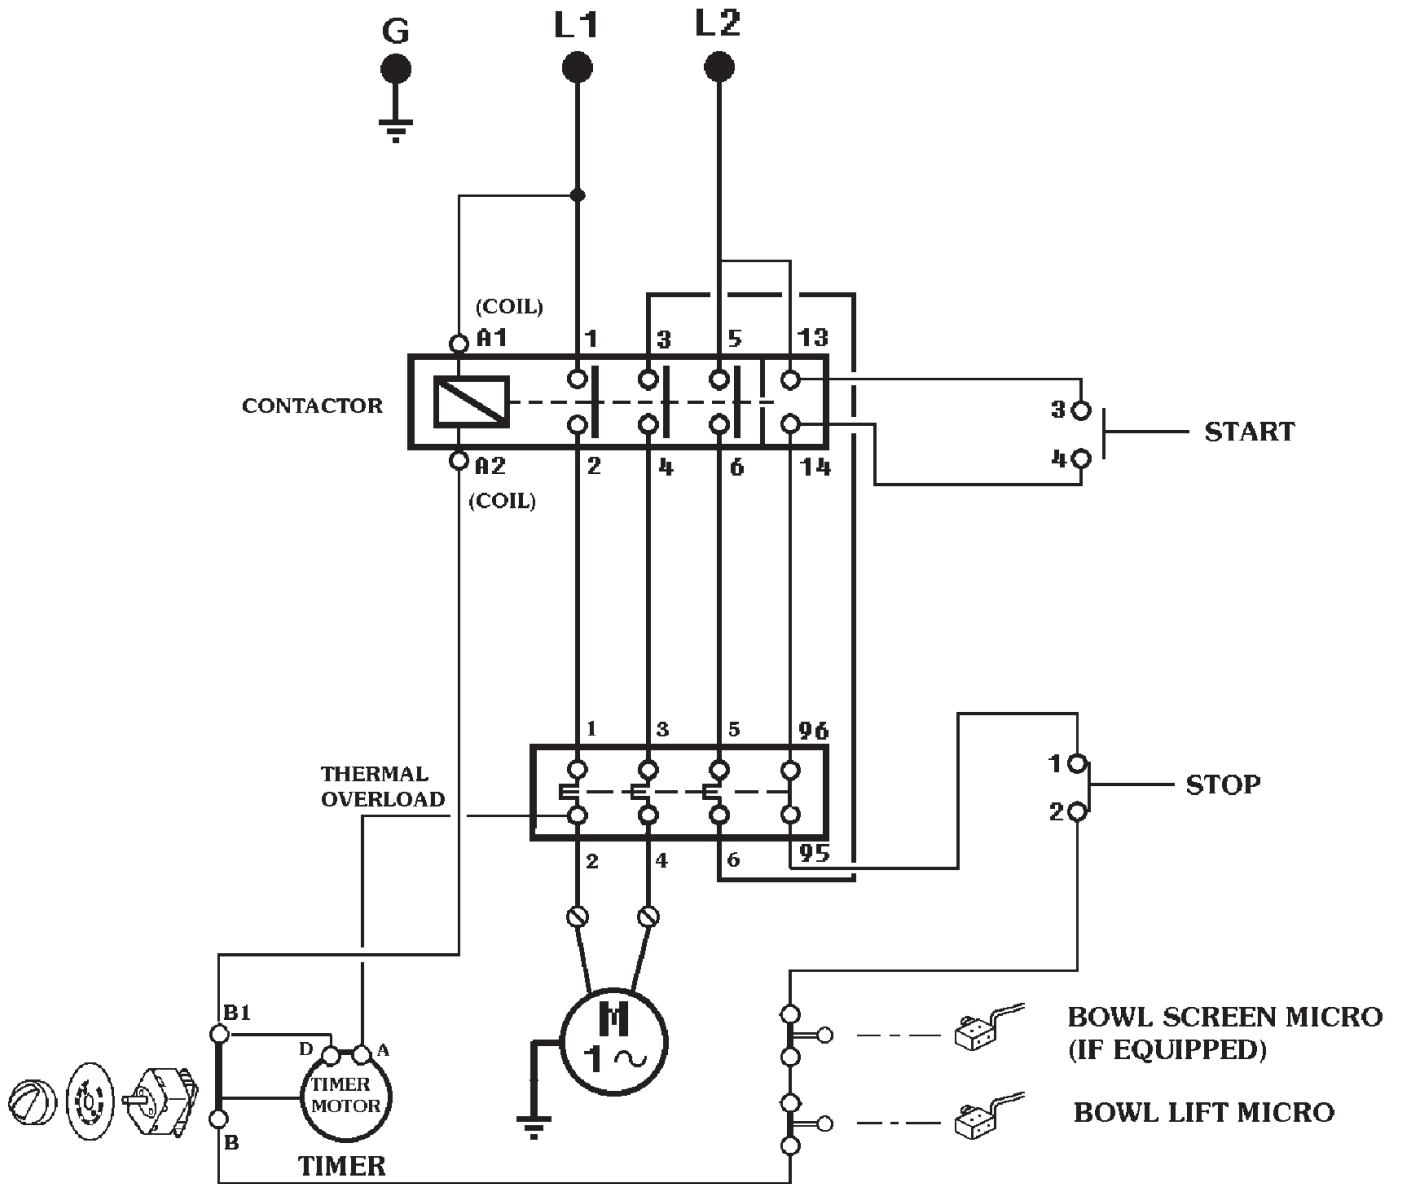 G
L1
L2
(COIL)
A1
1
3
5
13
CONTACTOR
3
4
START
A2
2
4
6
14
(COIL)
1
3
5
96
THERMAL
OVERLOAD
1
2
STOP
2
4
6
95
B1
D
A
M
1~
TIMER
MOTOR
B
TIMER
BOWL SCREEN MICRO
(IF EQUIPPED)
BOWL LIFT MICRO